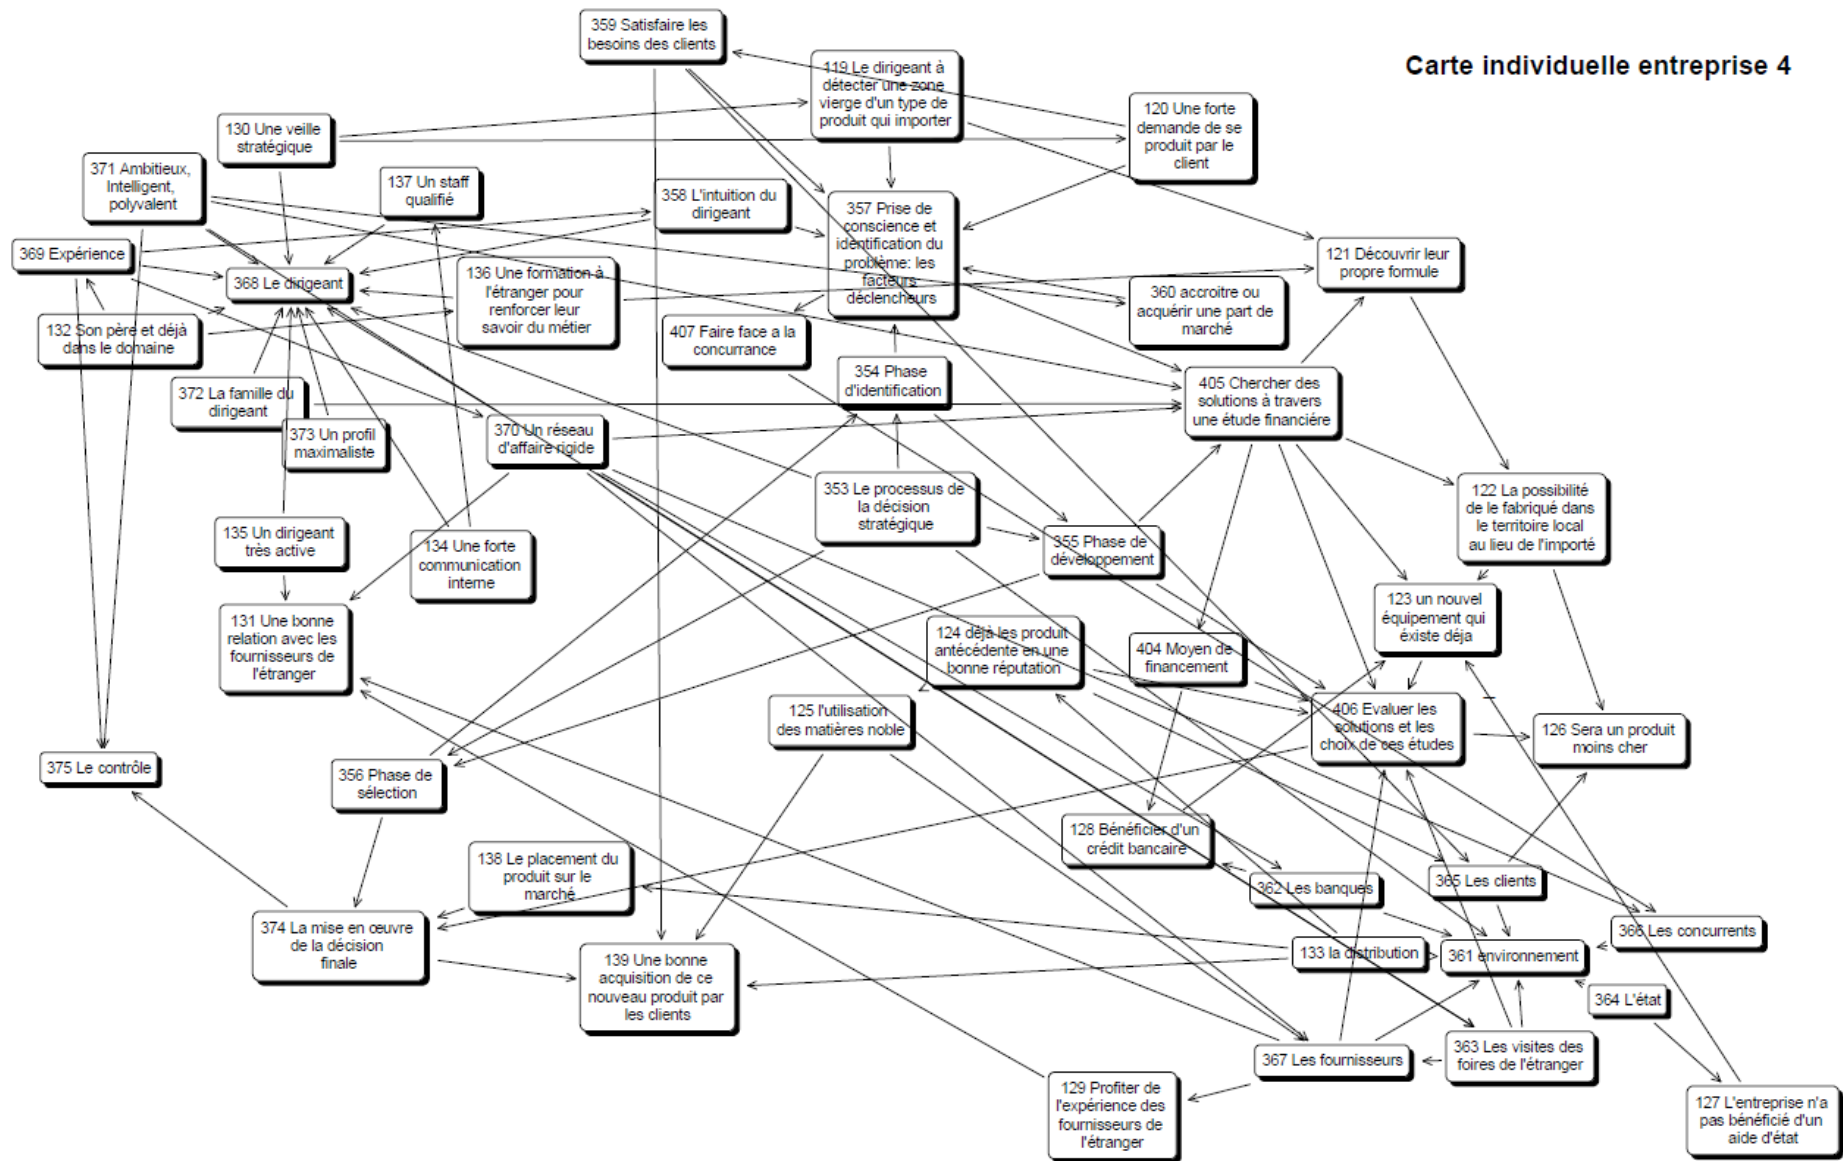 359 Satisfaire les
besoins des clients
Carte individuelle entreprise 4
119 Le dirigeant à
détecter une zone
vierge d'un type de
produit qui importer
120 Une forte
demande de se
produit par le
client
130 Une veille
stratégique
371 Ambitieux,
Intelligent,
polyvalent
137 Un staff
qualifié
358 L'intuition du
dirigeant
357 Prise de
conscience et
identification du
problème: les
facteurs
déclencheurs
369 Expérience
368 Le dirigeant
136 Une formation à
l'étranger pour
renforcer leur
savoir du métier
121 Découvrir leur
propre formule
360 accroitre ou
acquérir une part de
marché
132 Son père et déjà
dans le domaine
407 Faire face a la
concurrance
354 Phase
d'identification
405 Chercher des
solutions à travers
une étude financiére
372 La famille du
dirigeant
373 Un profil
maximaliste
370 Un réseau
d'affaire rigide
353 Le processus de
la décision
stratégique
122 La possibilité
de le fabriqué dans
le territoire local
au lieu de l'importé
135 Un dirigeant
très active
134 Une forte
communication
interne
355 Phase de
développement
131 Une bonne
relation avec les
fournisseurs de
l'étranger
123 un nouvel
équipement qui
éxiste déja
124 déjà les produit
antécédente en une
bonne réputation
404 Moyen de
financement
125 l'utilisation
des matières noble
406 Evaluer les
solutions et les
choix de ces études
126 Sera un produit
moins cher
375 Le contrôle
356 Phase de
sélection
128 Bénéficier d'un
crédit bancaire
138 Le placement du
produit sur le
marché
362 Les banques
365 Les clients
366 Les concurrents
374 La mise en œuvre
de la décision
finale
139 Une bonne
acquisition de ce
nouveau produit par
les clients
133 la distribution
361 environnement
364 L'état
367 Les fournisseurs
363 Les visites des
foires de l'étranger
129 Profiter de
l'expérience des
fournisseurs de
l'étranger
127 L'entreprise n'a
pas bénéficié d'un
aide d'état